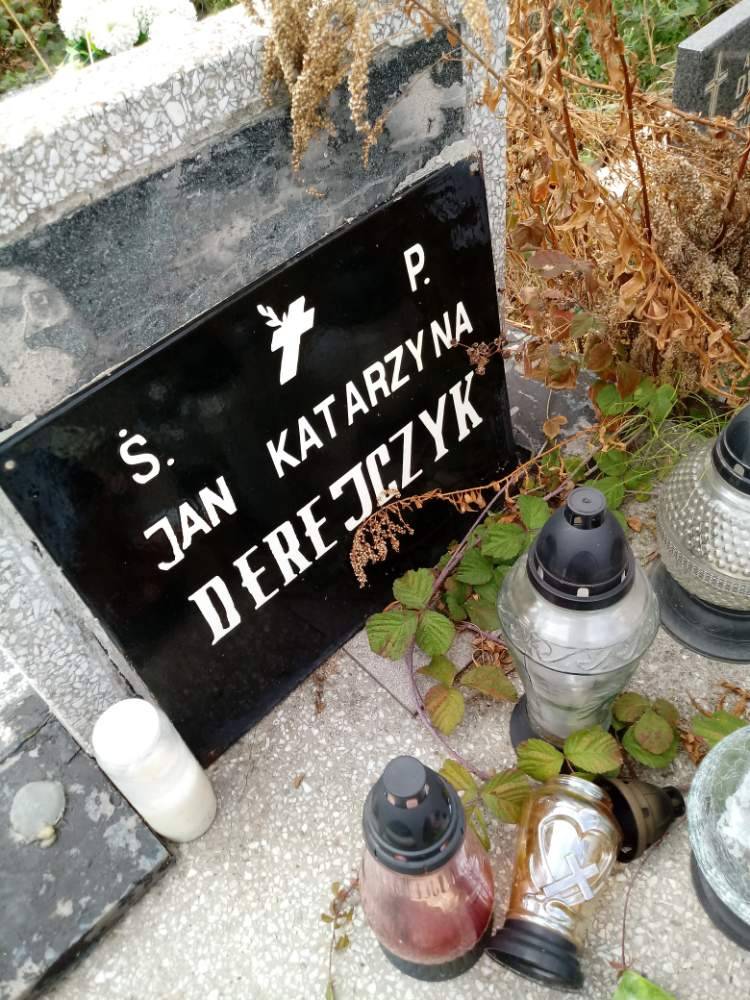 Ś. P.
JAN KATARZYNA
DEREJCZYK